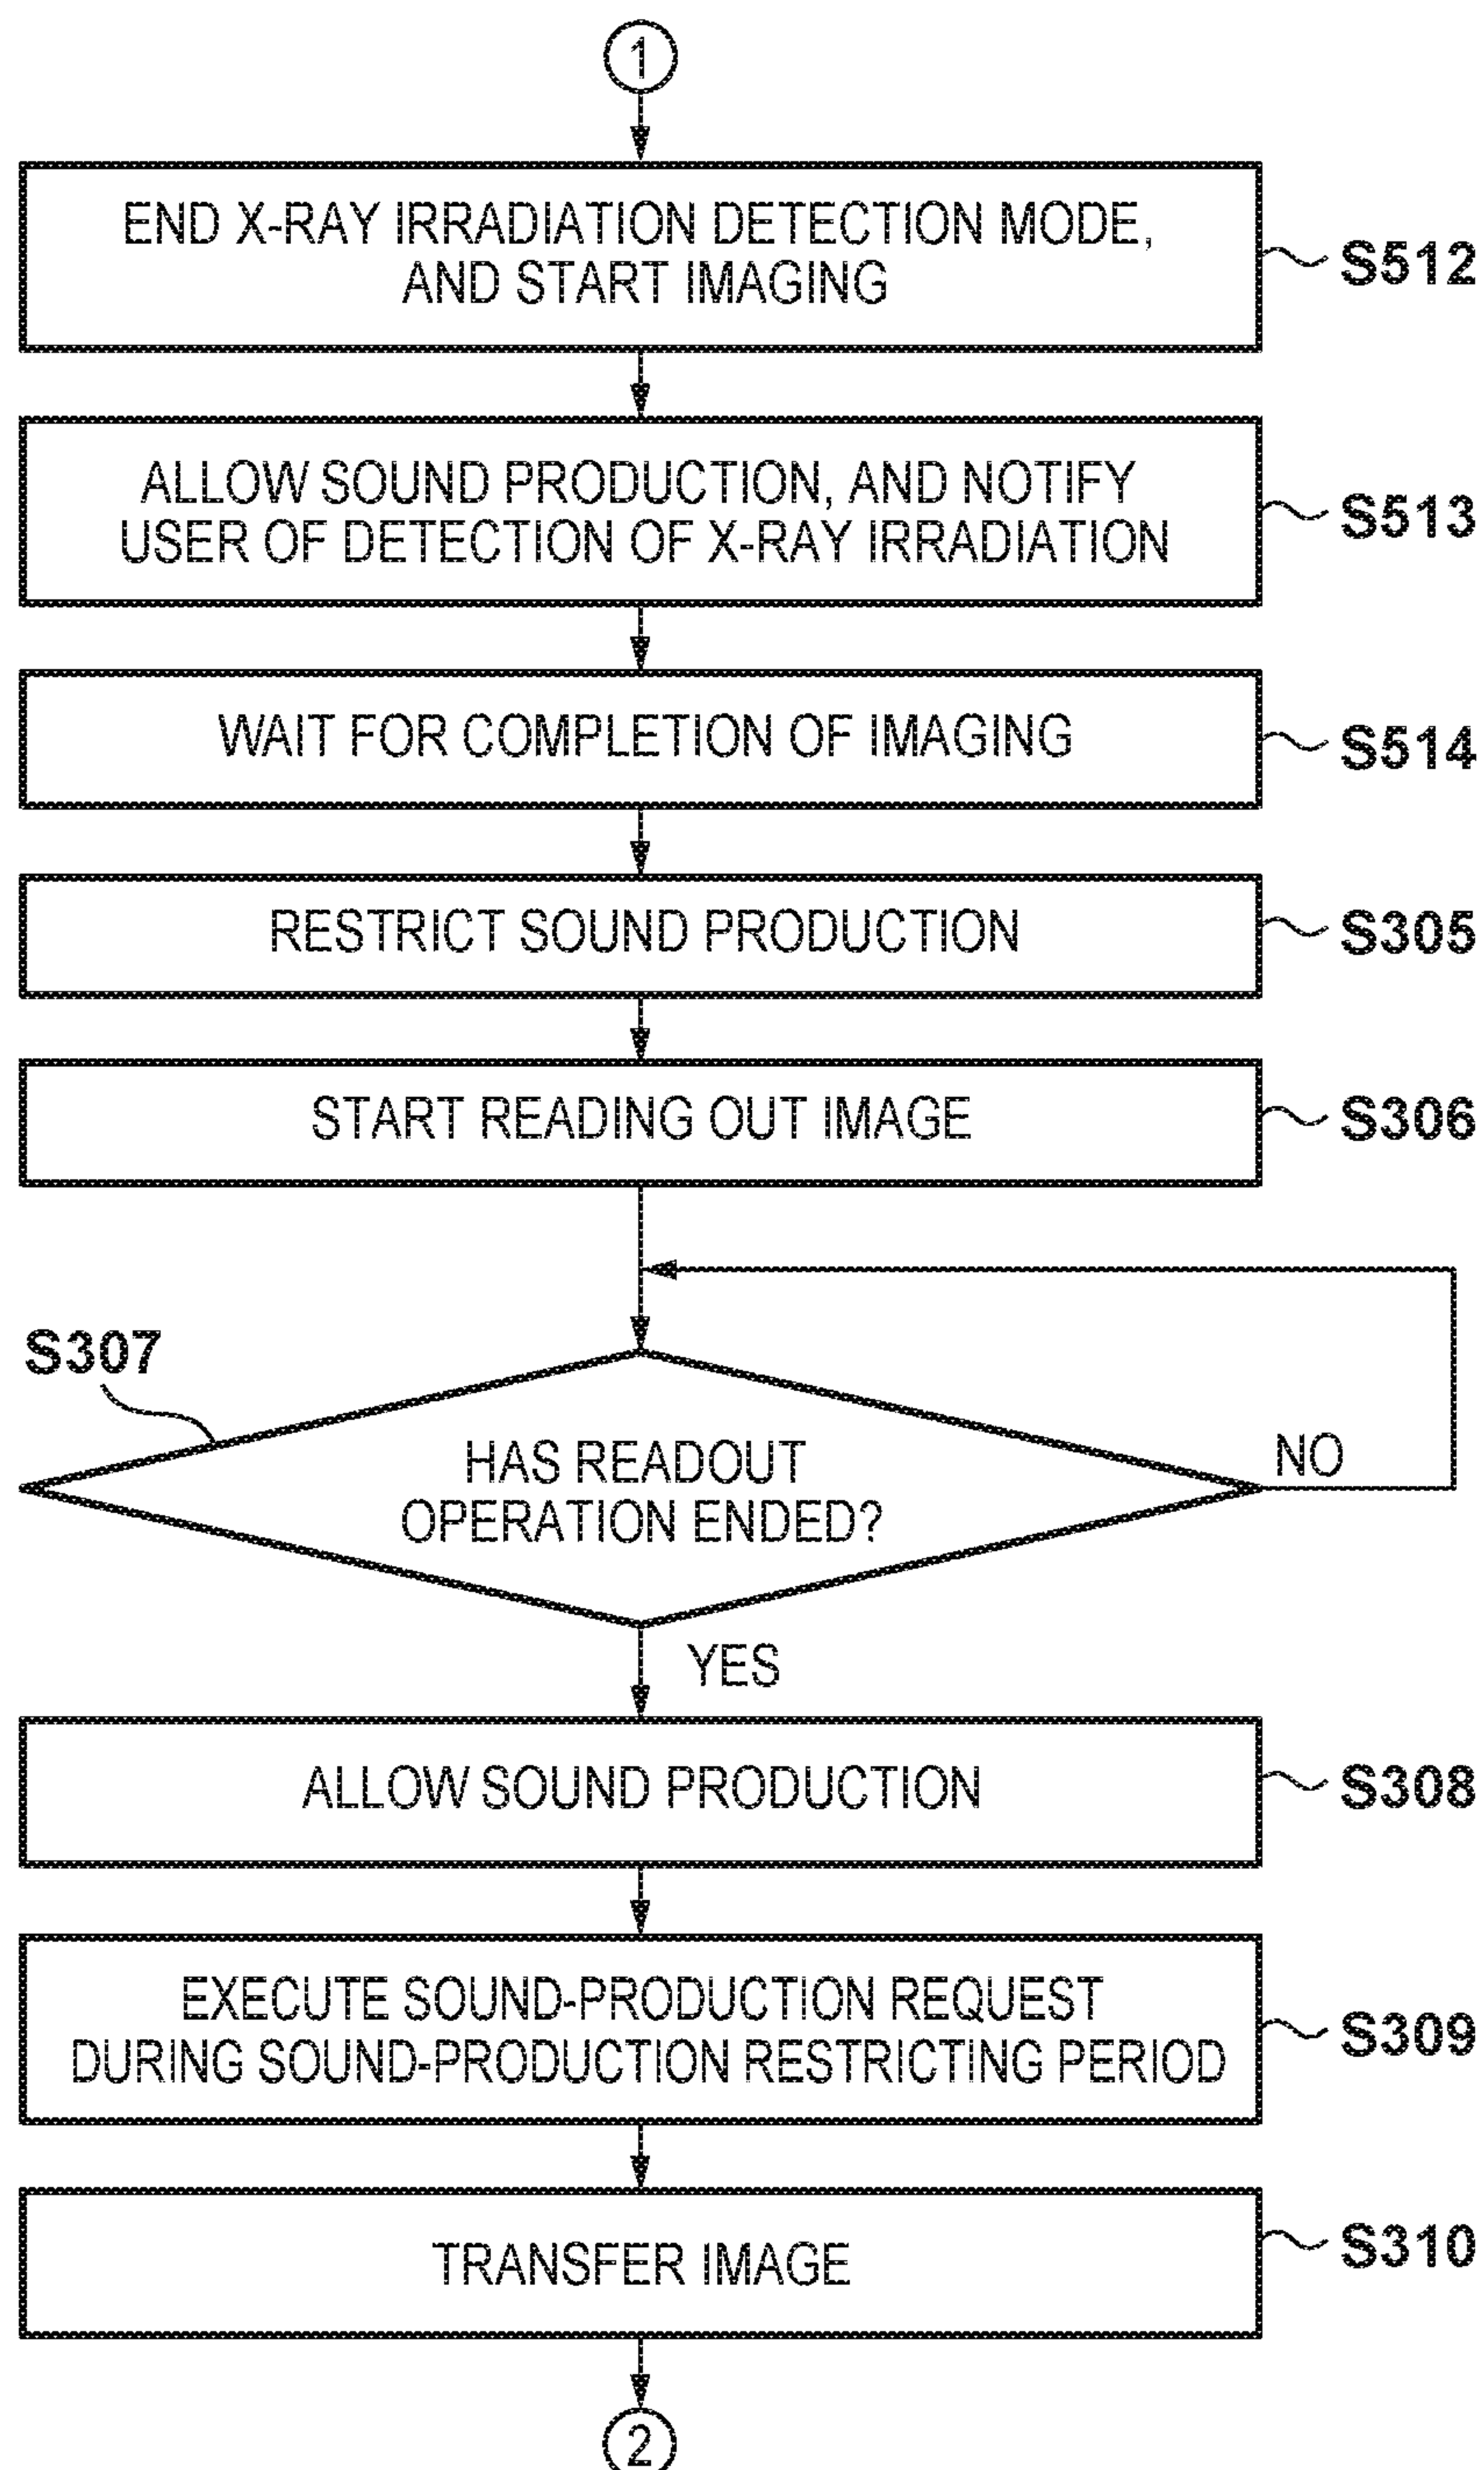 1
END X-RAY IRRADIATION DETECTION MODE,
AND START IMAGING
S512
ALLOW SOUND PRODUCTION, AND NOTIFY
USER OF DETECTION OF X-RAY IRRADIATION
S513
WAIT FOR COMPLETION OF IMAGING
S514
RESTRICT SOUND PRODUCTION
S305
START READING OUT IMAGE
S306
S307
HAS READOUT
OPERATION ENDED?
NO
YES
ALLOW SOUND PRODUCTION
S308
EXECUTE SOUND-PRODUCTION REQUEST
DURING SOUND-PRODUCTION RESTRICTING PERIOD
S309
TRANSFER IMAGE
S310
2